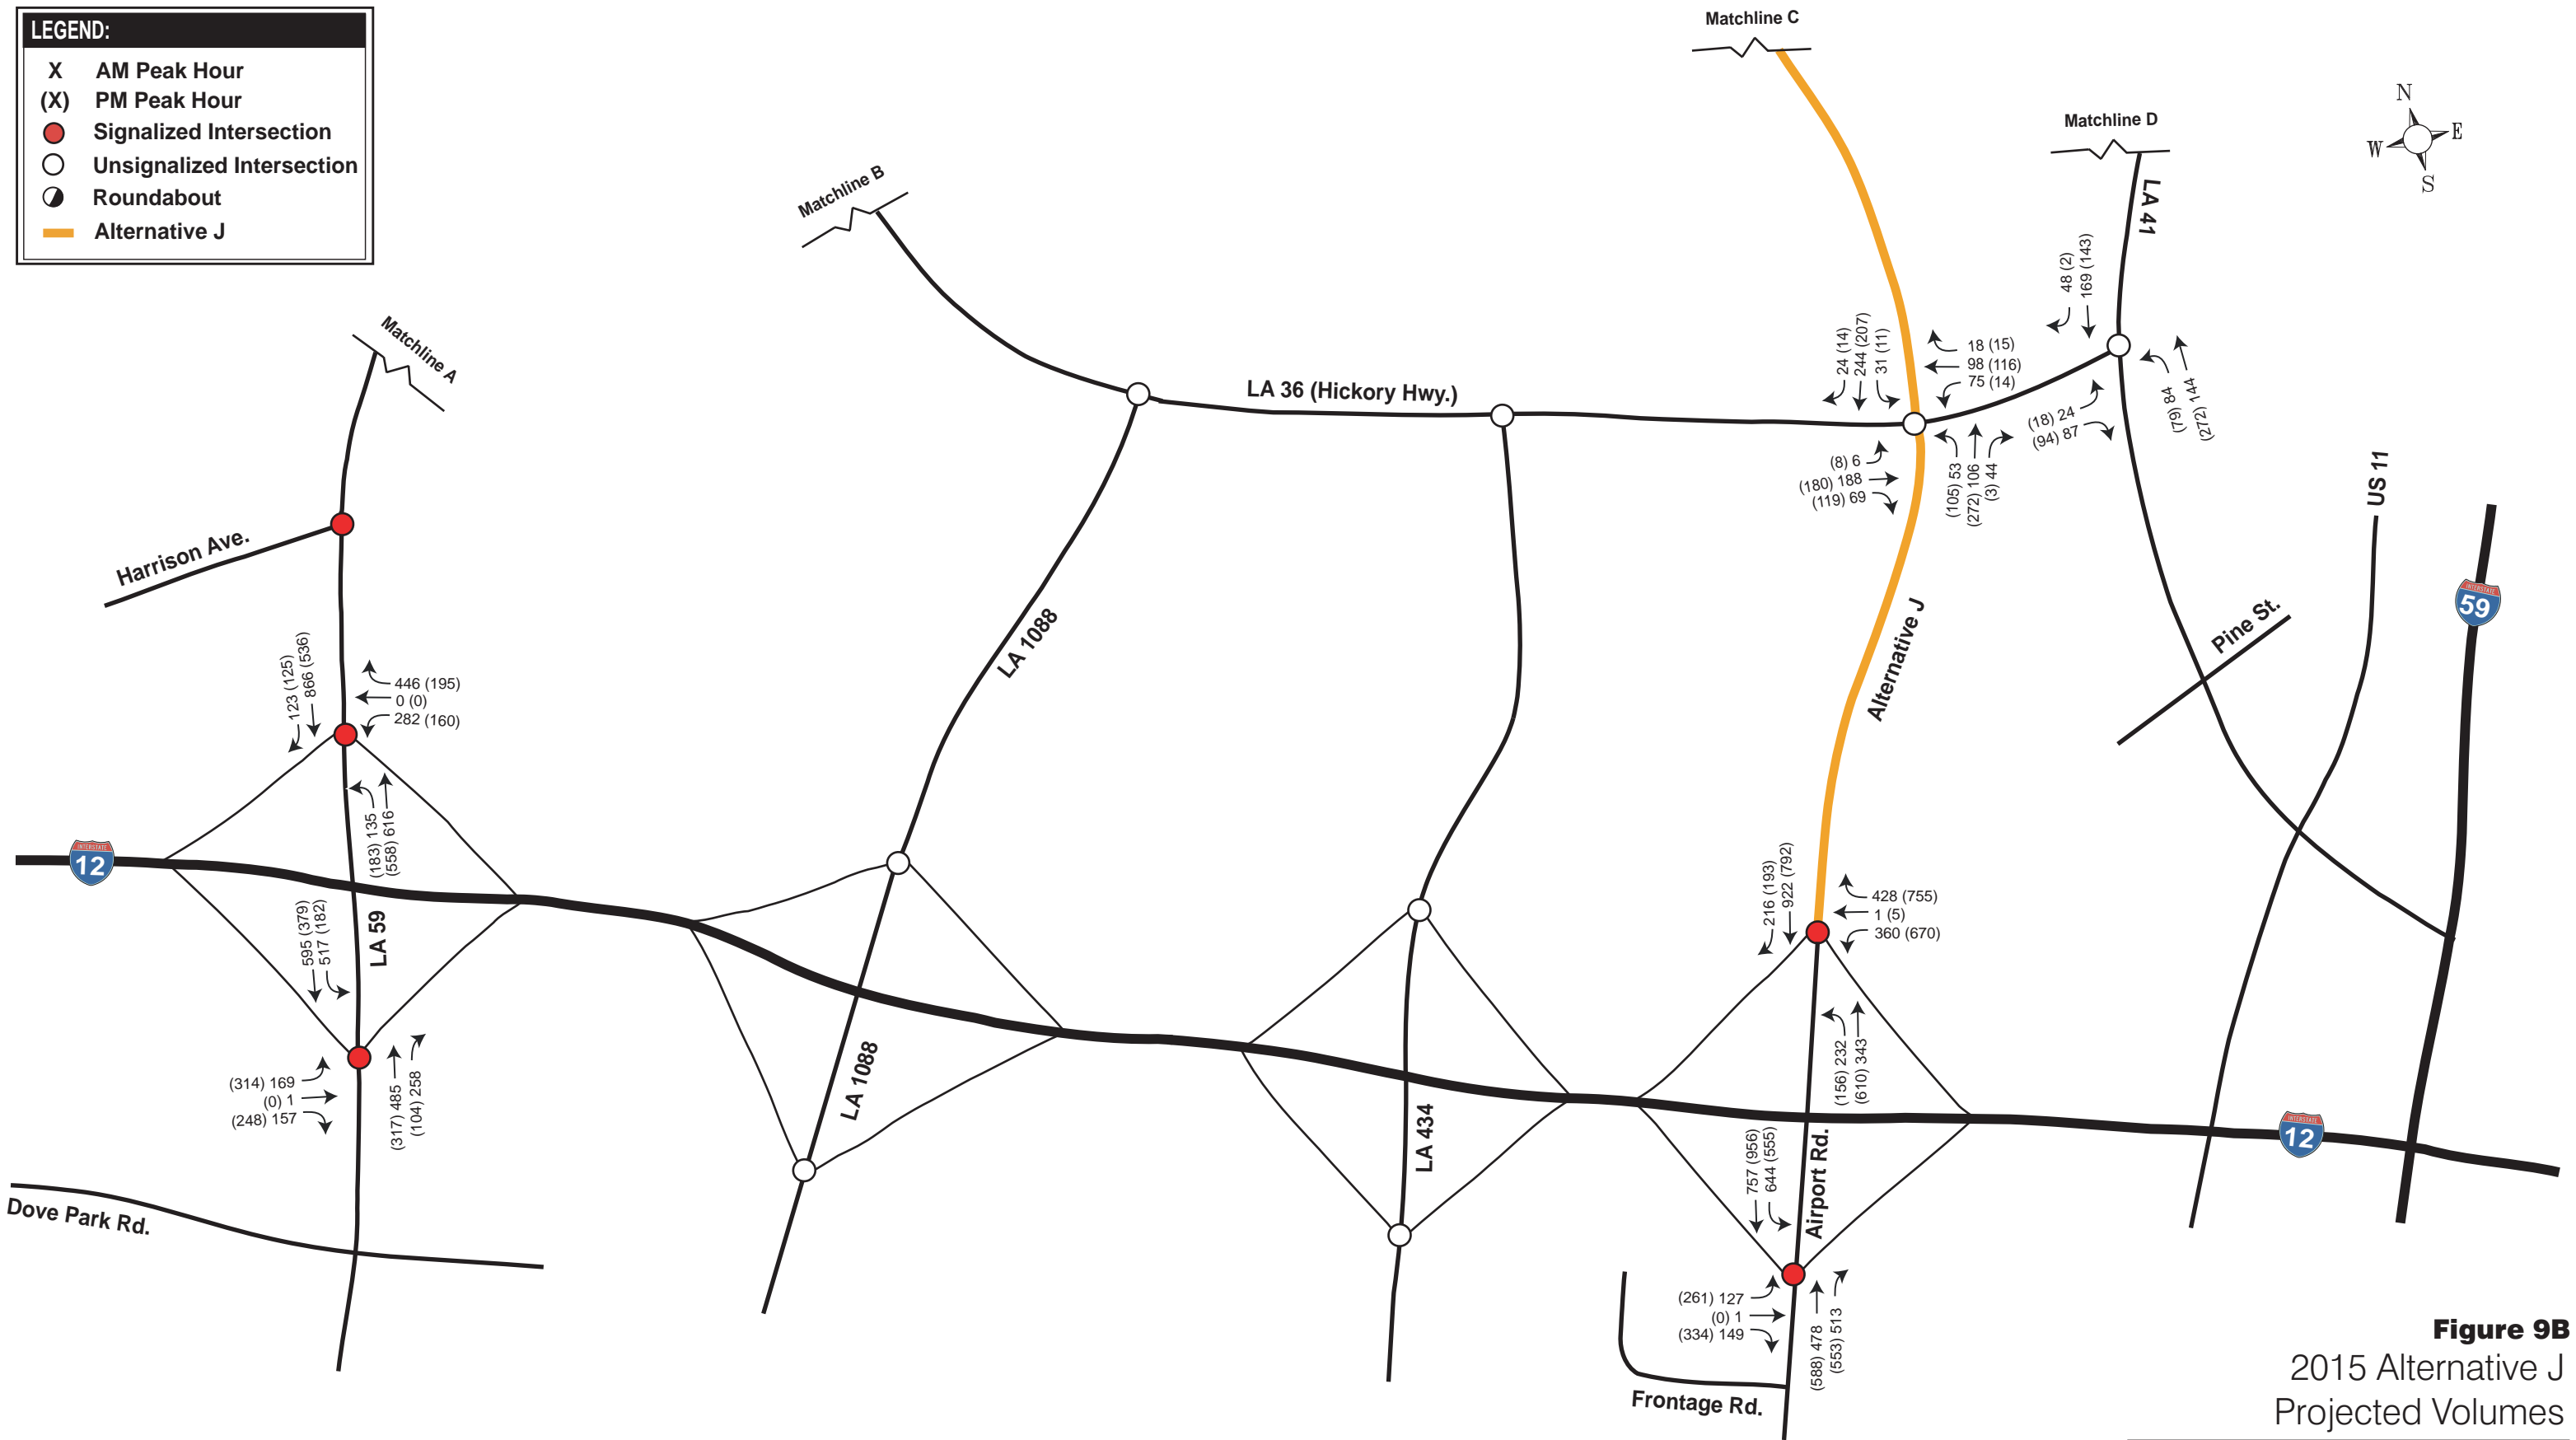 LEGEND:
X AM Peak Hour
(X) PM Peak Hour
Signalized Intersection
Unsignalized Intersection
Roundabout
Alternative J
Matchline C
Matchline D
Matchline B
Matchline A
N
W
E
S
LA 41
48 (2)
169 (143)
24 (14)
244 (207)
31 (11)
18 (15)
98 (116)
75 (14)
(8) 6
(180) 188
(119) 69
(105) 53
(272) 106
(3) 44
(18) 24
(94) 87
(79) 84
(272) 144
LA 36 (Hickory Hwy.)
US 11
INTERSTATE
59
Pine St.
Harrison Ave.
LA 1088
Alternative J
123 (125)
866 (536)
446 (195)
0 (0)
282 (160)
(183) 135
(558) 616
INTERSTATE
12
595 (379)
517 (182)
LA 59
(314) 169
(0) 1
(248) 157
(317) 485
(104) 258
Dove Park Rd.
LA 1088
LA 434
216 (193)
922 (792)
428 (755)
1 (5)
360 (670)
(156) 232
(610) 343
757 (956)
644 (555)
Airport Rd.
INTERSTATE
12
(261) 127
(0) 1
(334) 149
(588) 478
(553) 513
Frontage Rd.
Figure 9B
2015 Alternative J
Projected Volumes